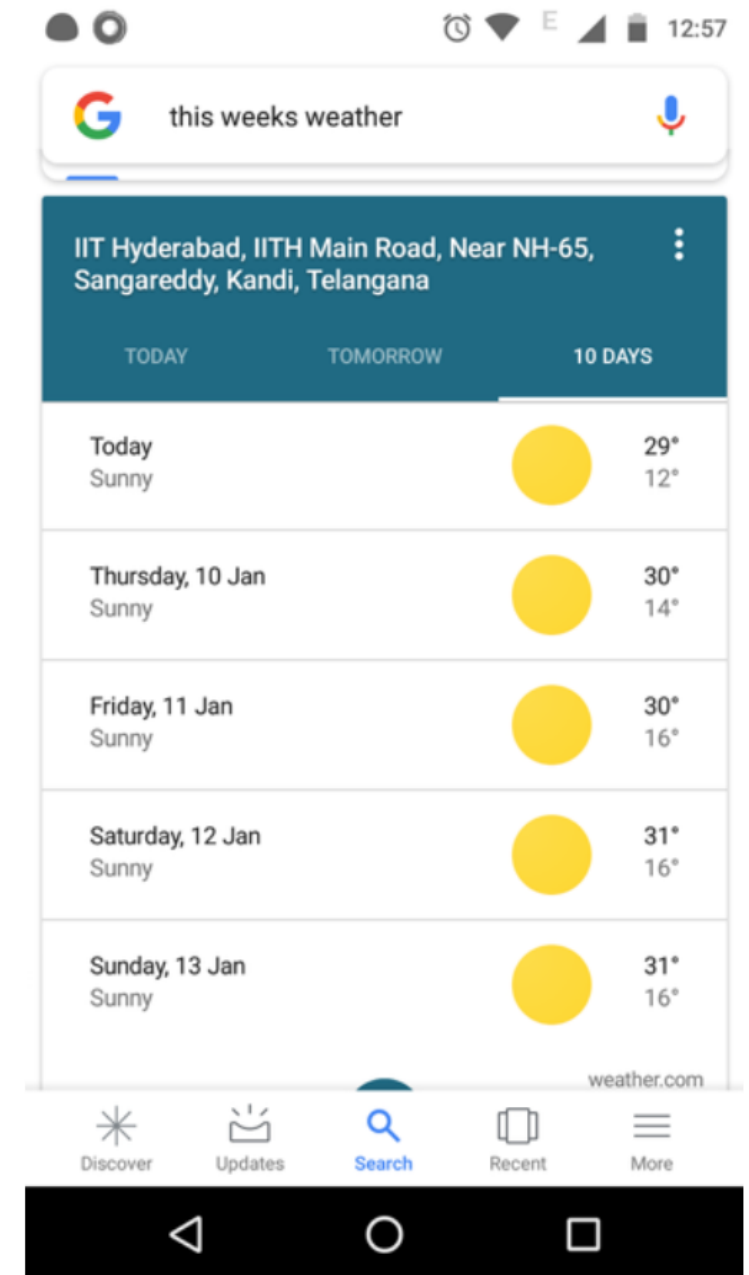 E 12:57
this weeks weather
IIT Hyderabad, IITH Main Road, Near NH-65,
Sangareddy, Kandi, Telangana
TODAY TOMORROW 10 DAYS
Today 29°
Sunny 12°
Thursday, 10 Jan 30°
Sunny 14°
Friday, 11 Jan 30°
Sunny 16°
Saturday, 12 Jan 31°
Sunny 16°
Sunday, 13 Jan 31°
Sunny 16°
weather.com
Discover Updates Search Recent More